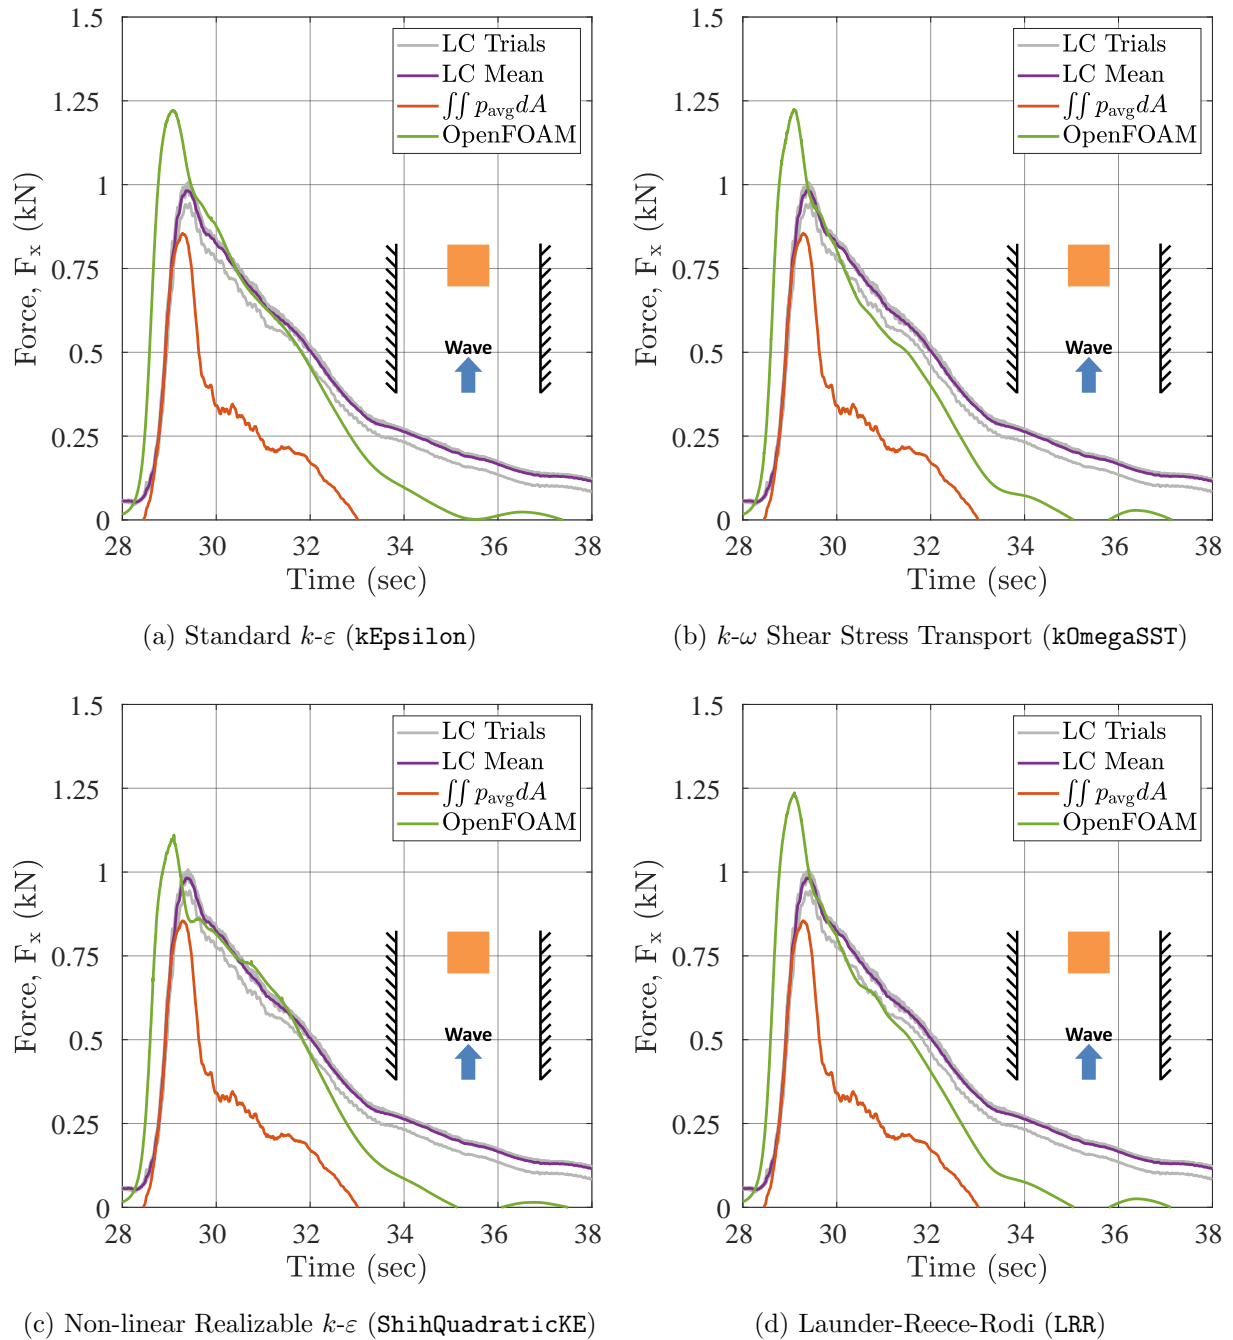 1.5
1.25
1
0.75
0.5
0.25
0
28 30 32 34 36 38
Force, Fx (kN)
Time (sec)
LC Trials
LC Mean
∫∫ pavg dA
OpenFOAM
Wave
(a) Standard k-ε (kEpsilon)
1.5
1.25
1
0.75
0.5
0.25
0
28 30 32 34 36 38
Force, Fx (kN)
Time (sec)
LC Trials
LC Mean
∫∫ pavg dA
OpenFOAM
Wave
(b) k-ω Shear Stress Transport (kOmegaSST)
1.5
1.25
1
0.75
0.5
0.25
0
28 30 32 34 36 38
Force, Fx (kN)
Time (sec)
LC Trials
LC Mean
∫∫ pavg dA
OpenFOAM
Wave
(c) Non-linear Realizable k-ε (ShihQuadraticKE)
1.5
1.25
1
0.75
0.5
0.25
0
28 30 32 34 36 38
Force, Fx (kN)
Time (sec)
LC Trials
LC Mean
∫∫ pavg dA
OpenFOAM
Wave
(d) Launder-Reece-Rodi (LRR)